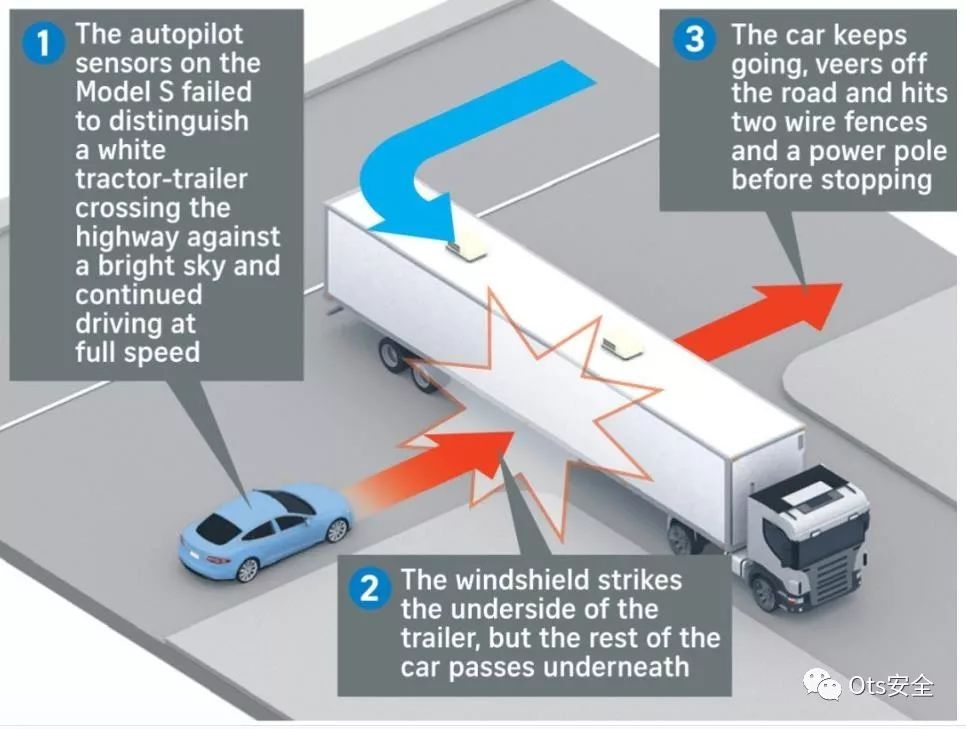 1
The autopilot
sensors on the
Model S failed
to distinguish
a white
tractor-trailer
crossing the
highway against
a bright sky and
continued
driving at
full speed
3
The car keeps
going, veers off
the road and hits
two wire fences
and a power pole
before stopping
2
The windshield strikes
the underside of the
trailer, but the rest of the
car passes underneath
Ots安全